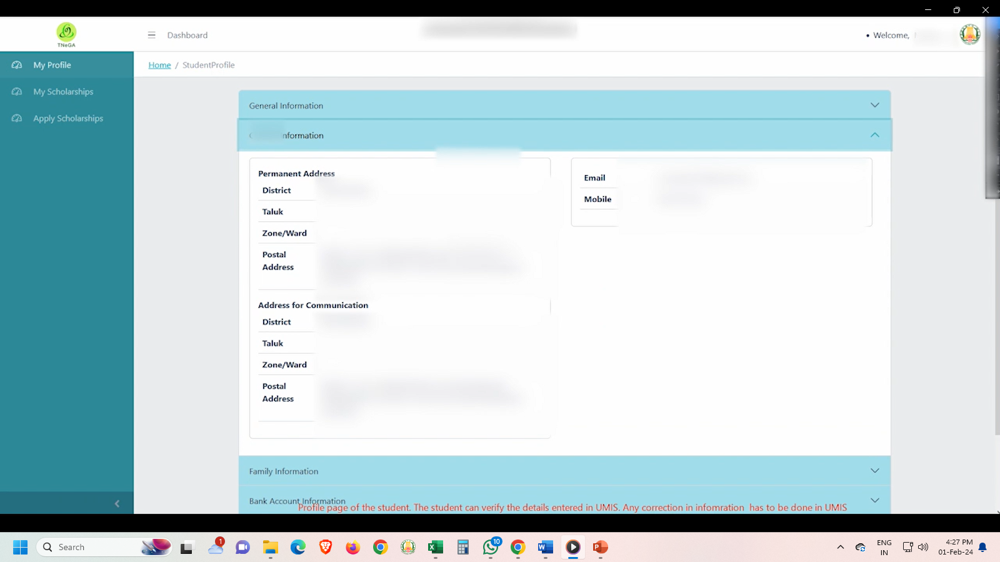 TNeGA
Dashboard
Welcome,
My Profile
Home / StudentProfile
My Scholarships
Apply Scholarships
General Information
nformation
Permanent Address
District
Taluk
Zone/Ward
Postal
Address
Address for Communication
District
Taluk
Zone/Ward
Postal
Address
Email
Mobile
Family Information
Bank Account Information
Profile page of the student. The student can verify the details entered in UMIS. Any correction in infomration has to be done in UMIS
Search
1
10
ENG
IN
4:27 PM
01-Feb-24